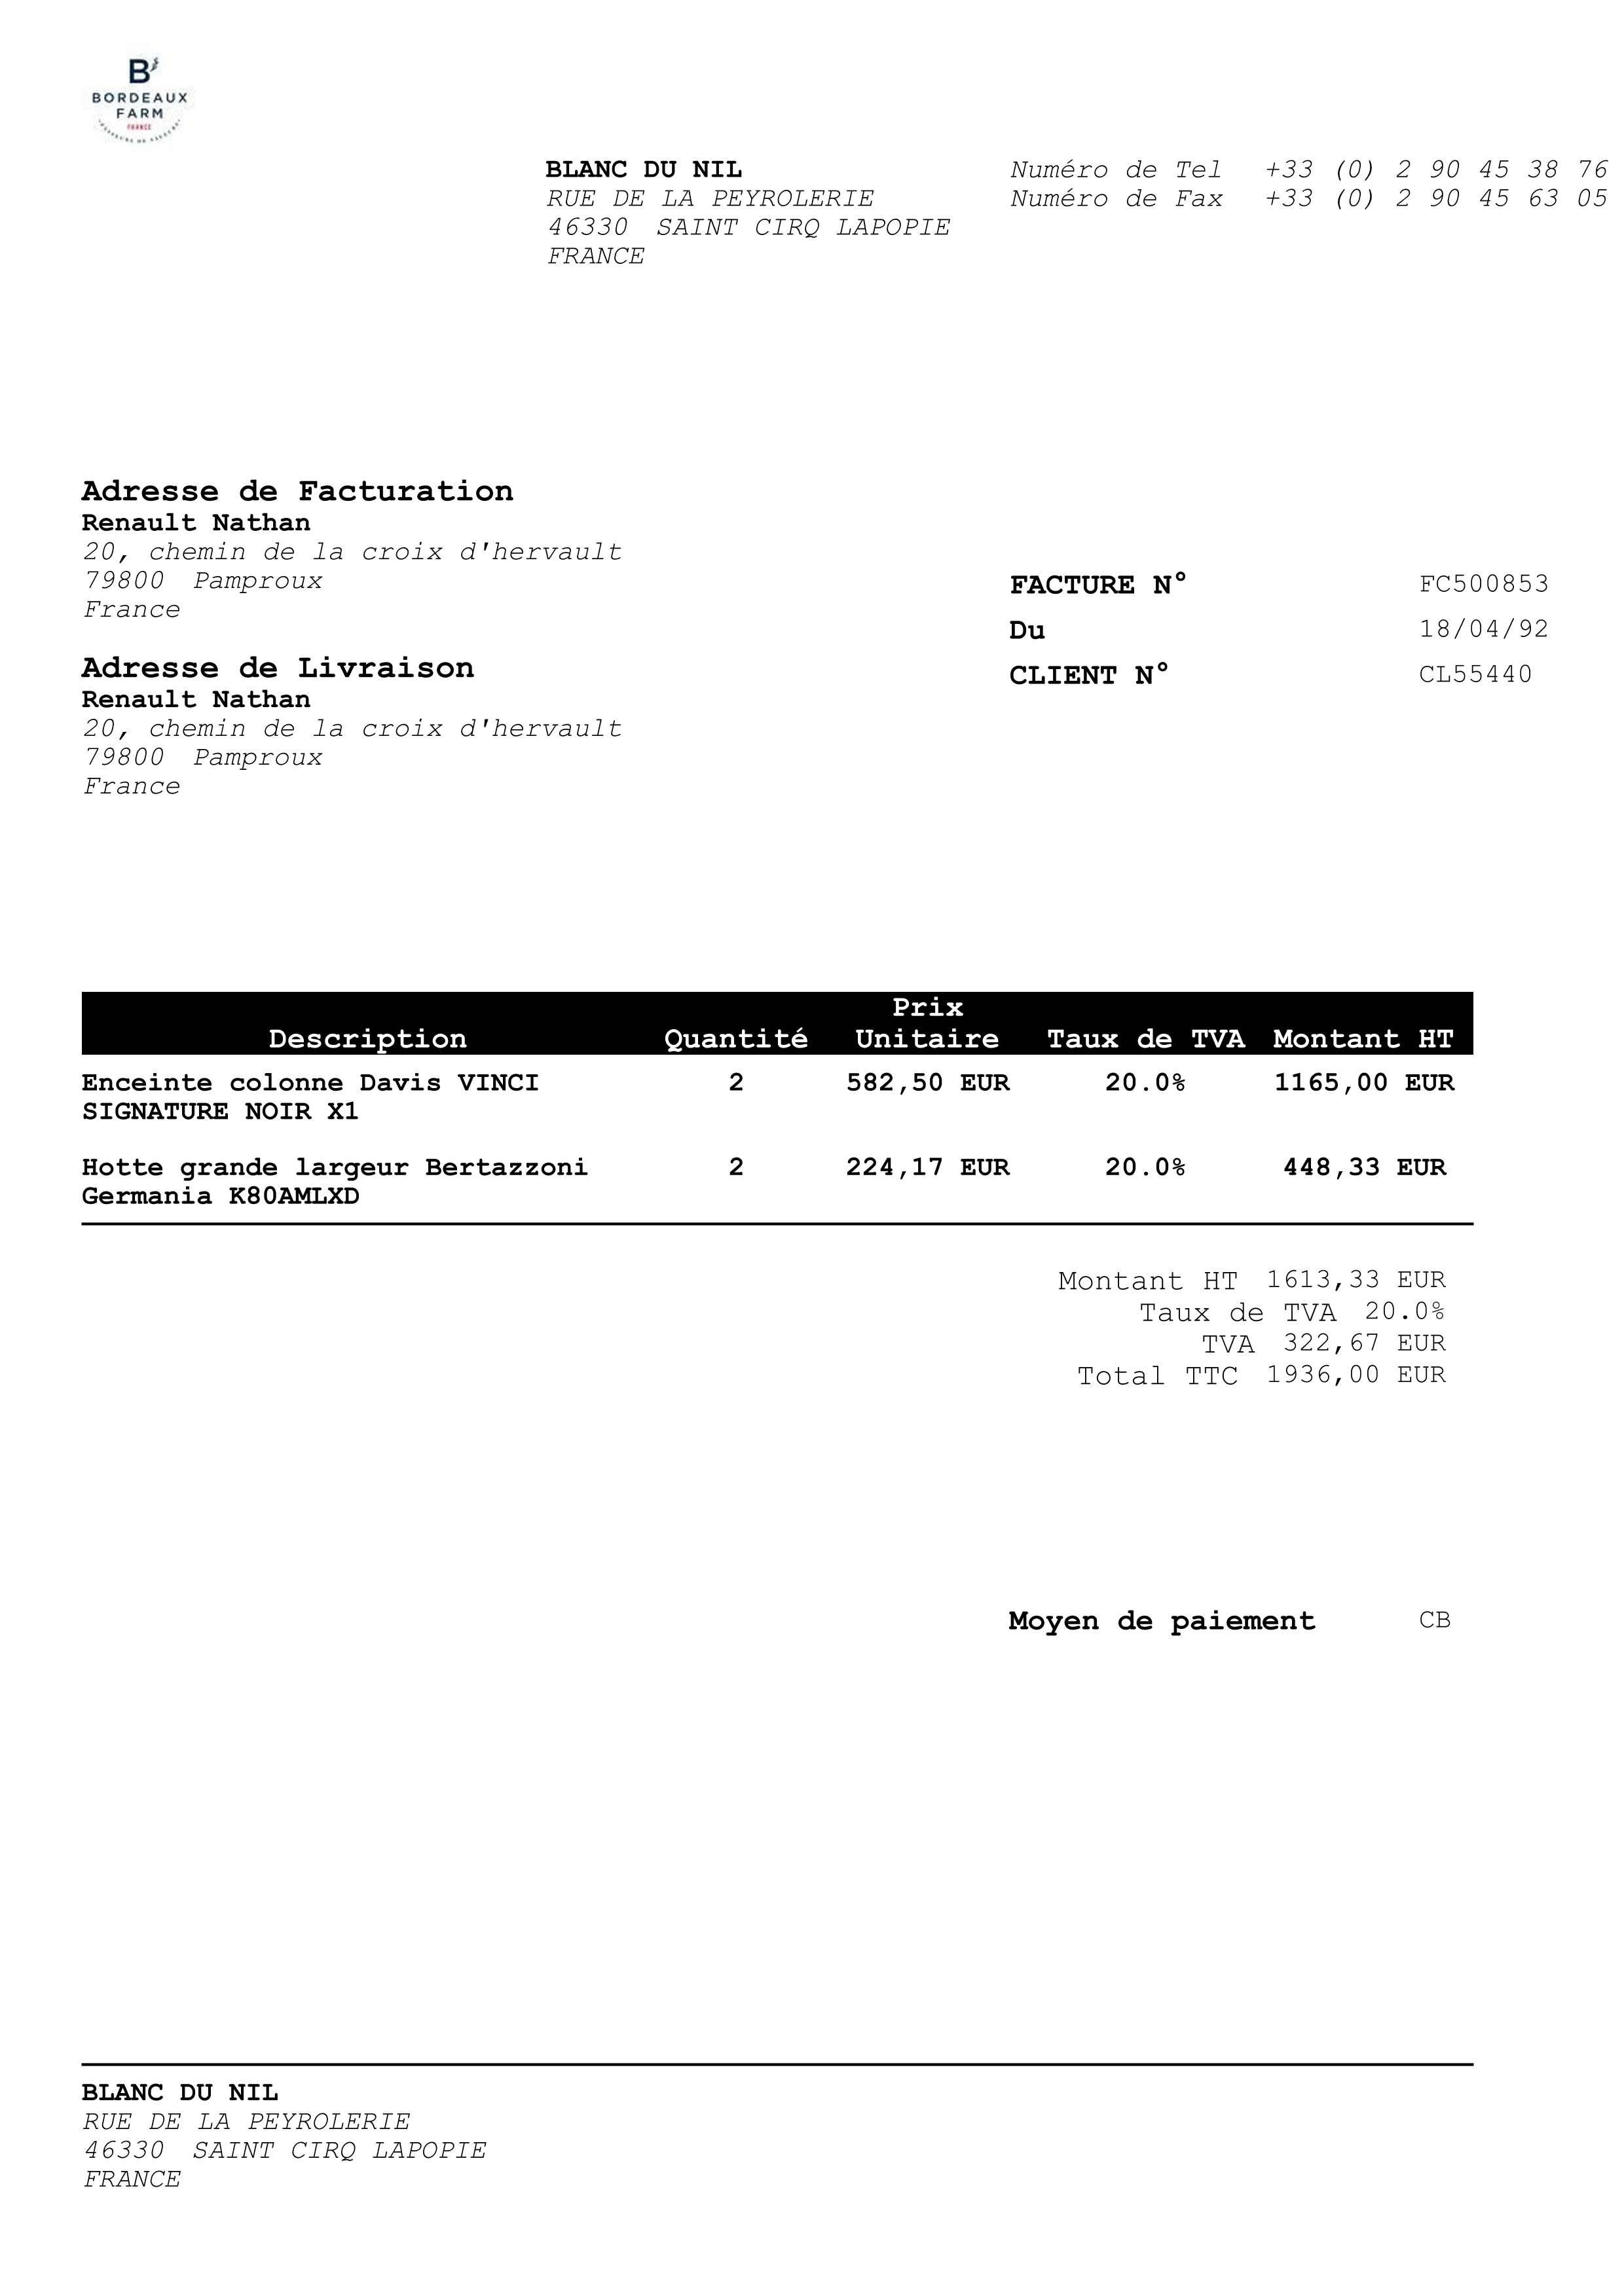 B
BORDEAUX
FARM
FRANCE
BLANC DU NIL
RUE DE LA PEYROLERIE
46330 SAINT CIRQ LAPOPIE
FRANCE
Numéro de Tel +33 (0) 2 90 45 38 76
Numéro de Fax +33 (0) 2 90 45 63 05
Adresse de Facturation
Renault Nathan
20, chemin de la croix d'hervault
79800 Pamproux
France
Adresse de Livraison
Renault Nathan
20, chemin de la croix d'hervault
79800 Pamproux
France
FACTURE N° FC500853
Du 18/04/92
CLIENT N° CL55440
Prix
Description Quantité Unitaire Taux de TVA Montant HT
Enceinte colonne Davis VINCI 2 582,50 EUR 20.0% 1165,00 EUR
SIGNATURE NOIR X1
Hotte grande largeur Bertazzoni 2 224,17 EUR 20.0% 448,33 EUR
Germania K80AMLXD
Montant HT 1613,33 EUR
Taux de TVA 20.0%
TVA 322,67 EUR
Total TTC 1936,00 EUR
Moyen de paiement CB
BLANC DU NIL
RUE DE LA PEYROLERIE
46330 SAINT CIRQ LAPOPIE
FRANCE